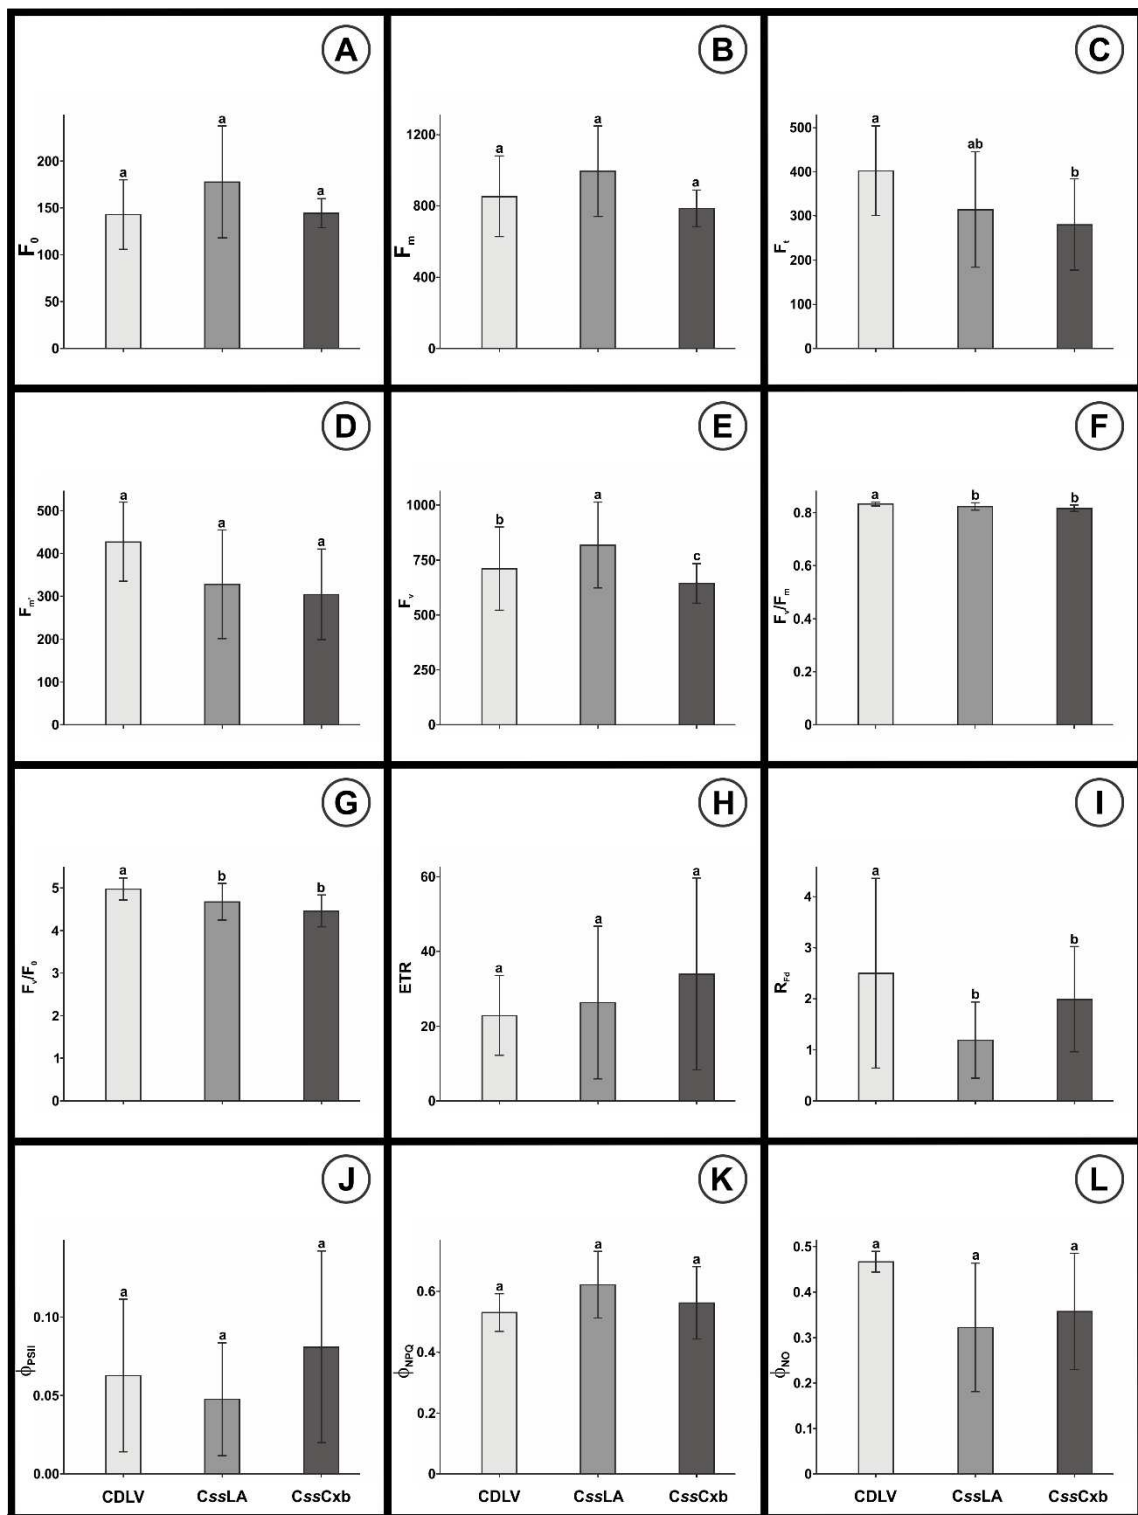 A
B
C
a
a
a
F0
200
150
100
50
0
a
a
a
Fm
1200
800
400
0
a
ab
b
Ft
500
400
300
200
100
0
D
E
F
a
a
a
Fm'
500
400
300
200
100
0
b
a
c
Fv
1000
750
500
250
0
a
b
b
Fv/Fm
0.8
0.6
0.4
0.2
0
G
H
I
a
b
b
Fv/F0
5
4
3
2
1
0
a
a
a
ETR
60
40
20
0
a
b
b
RFd
4
3
2
1
0
J
K
L
a
a
a
ϕPSII
0.10
0.05
0.00
a
a
a
ϕNPQ
0.6
0.4
0.2
0
a
a
a
ϕNO
0.5
0.4
0.3
0.2
0.1
0
CDLV CssLA CssCxb
CDLV CssLA CssCxb
CDLV CssLA CssCxb